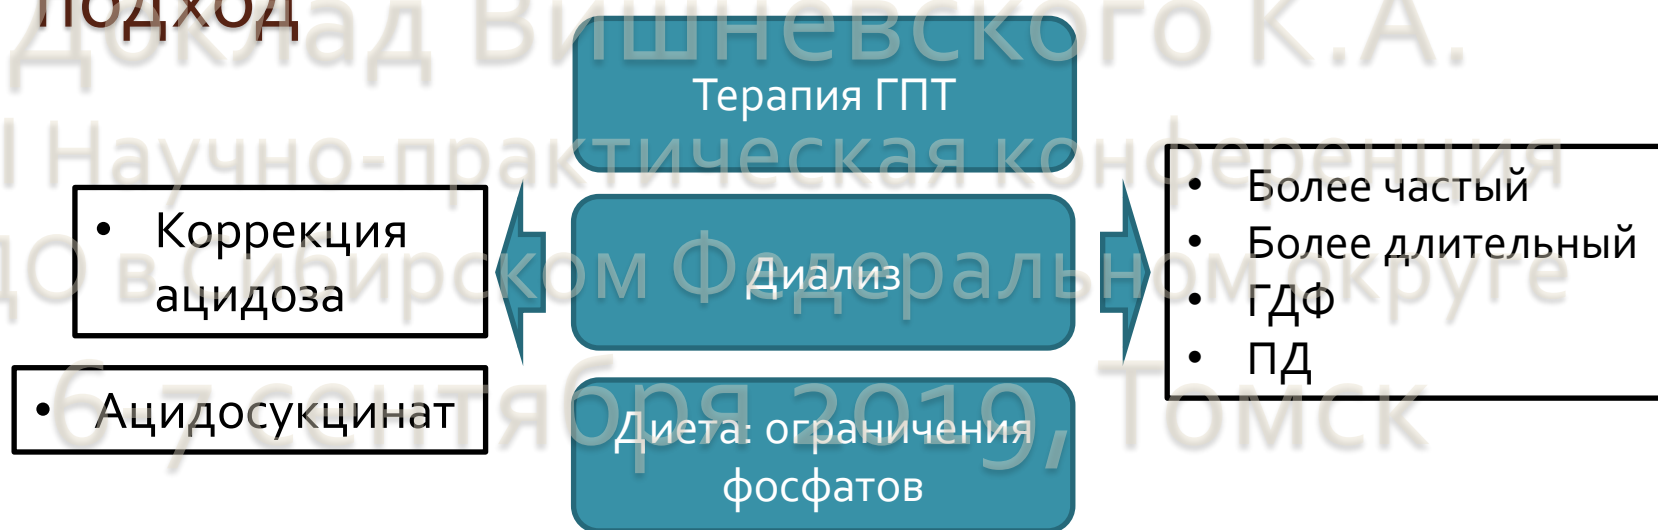 подход
Доклад Вишневского К.А.
Научно-практическая конференция
в Сибирском Федеральном округе
6-7 сентября 2019, Томск
Терапия ГПТ
• Коррекция
ацидоза
• Ацидосукцинат
Диализ
• Более частый
• Более длительный
• ГДФ
• ПД
Диета: ограничения
фосфатов